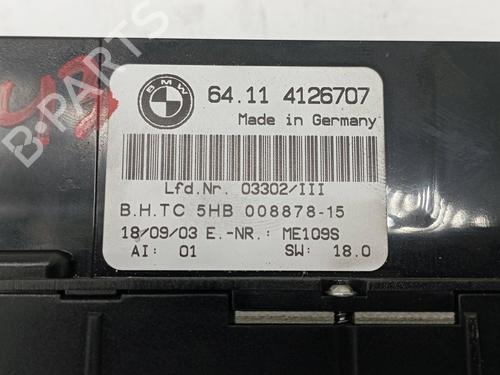 BMW
64.11 4126707
Made in Germany
Lfd.Nr. 03302/III
B.H.TC 5HB 008878-15
18/09/03 E.-NR.: ME109S
AI: 01 SW: 18.0
B-PARTS